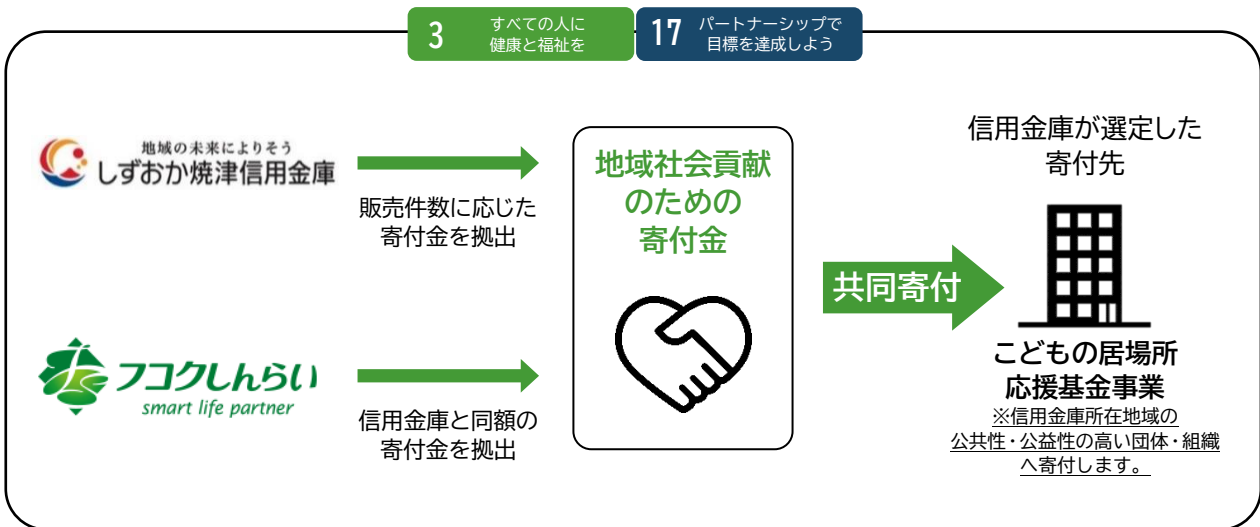 3
すべての人に
健康と福祉を
17
パートナーシップで
目標を達成しよう
地域の未来によりそう
しずおか焼津信用金庫
販売件数に応じた
寄付金を拠出
フコクしんらい
smart life partner
信用金庫と同額の
寄付金を拠出
地域社会貢献
のための
寄付金
共同寄付
信用金庫が選定した
寄付先
こどもの居場所
応援基金事業
※信用金庫所在地域の
公共性・公益性の高い団体・組織
へ寄付します。